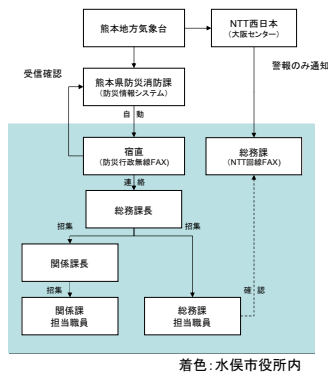 熊本地方気象台
NTT西日本
(大阪センター)
受信確認
警報のみ通知
熊本県防災消防課
(防災情報システム)
自動
宿直
(防災行政無線FAX)
総務課
(NTT回線FAX)
連絡
総務課長
招集
招集
関係課長
招集
確認
関係課
担当職員
総務課
担当職員
着色:水俣市役所内